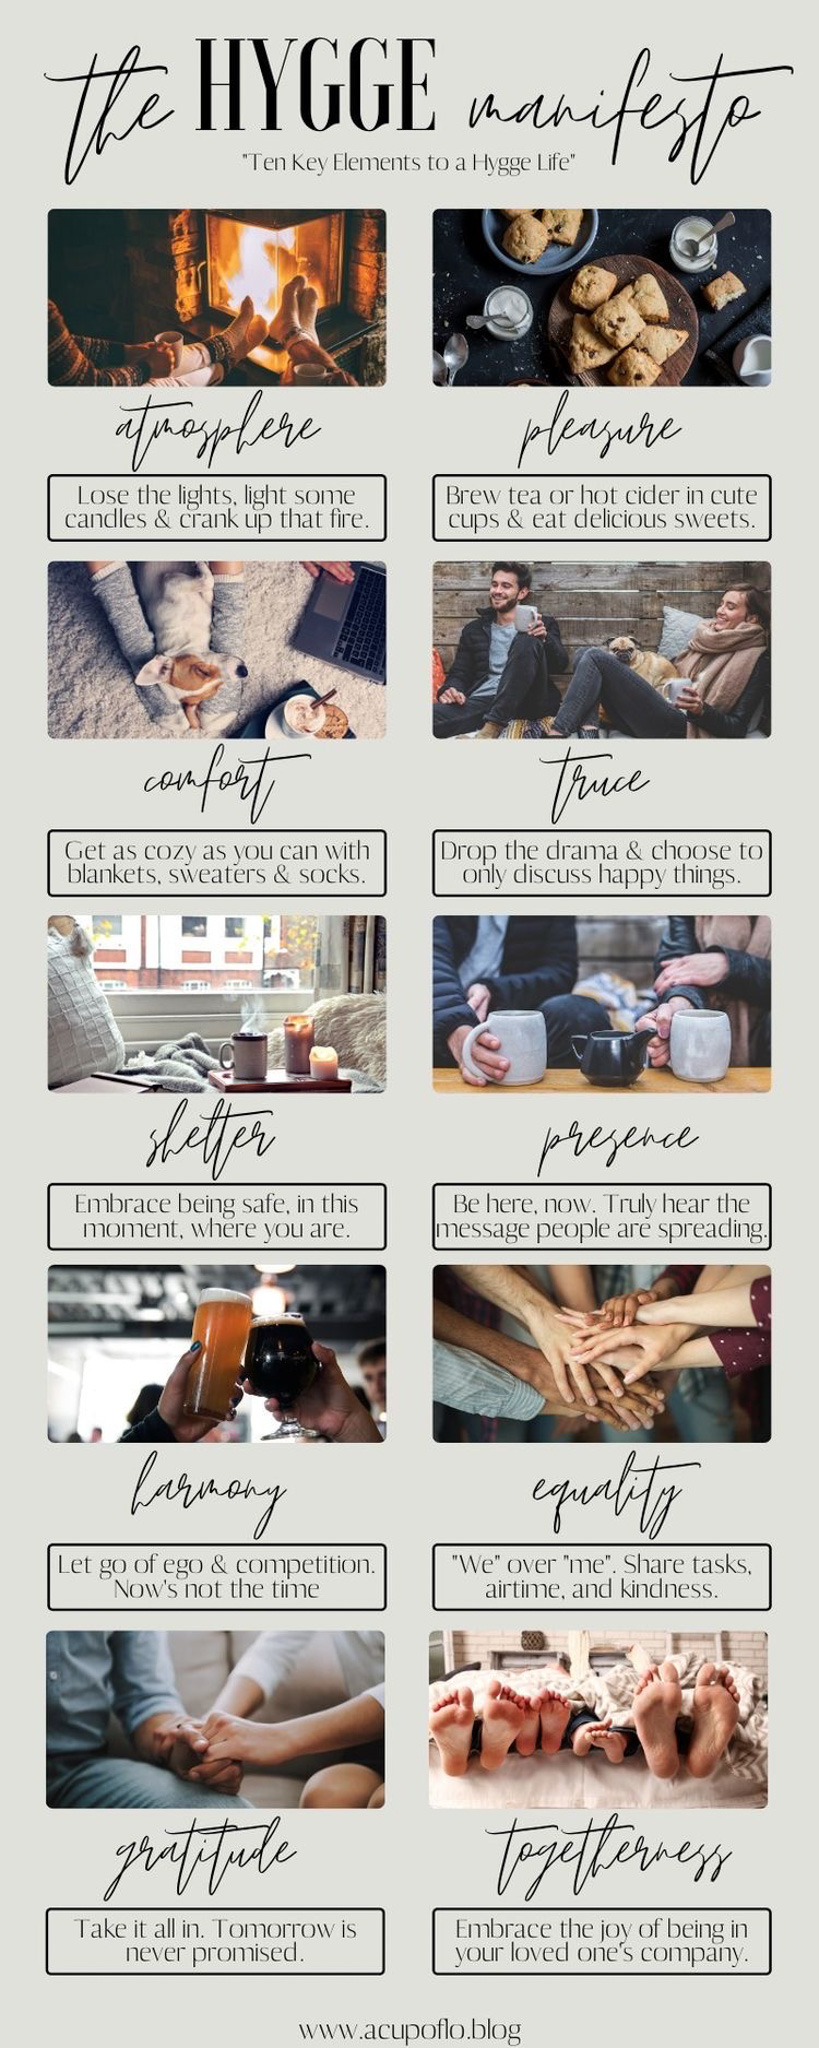 the HYGGE manifesto
"Ten Key Elements to a Hygge Life"
atmosphere
Lose the lights, light some
candles & crank up that fire.
pleasure
Brew tea or hot cider in cute
cups & eat delicious sweets.
comfort
Get as cozy as you can with
blankets, sweaters & socks.
truce
Drop the drama & choose to
only discuss happy things.
shelter
Embrace being safe, in this
moment, where you are.
presence
Be here, now. Truly hear the
message people are spreading.
harmony
Let go of ego & competition.
Now's not the time
equality
"We" over "me". Share tasks,
airtime, and kindness.
gratitude
Take it all in. Tomorrow is
never promised.
togetherness
Embrace the joy of being in
your loved one's company.
www.acupoflo.blog